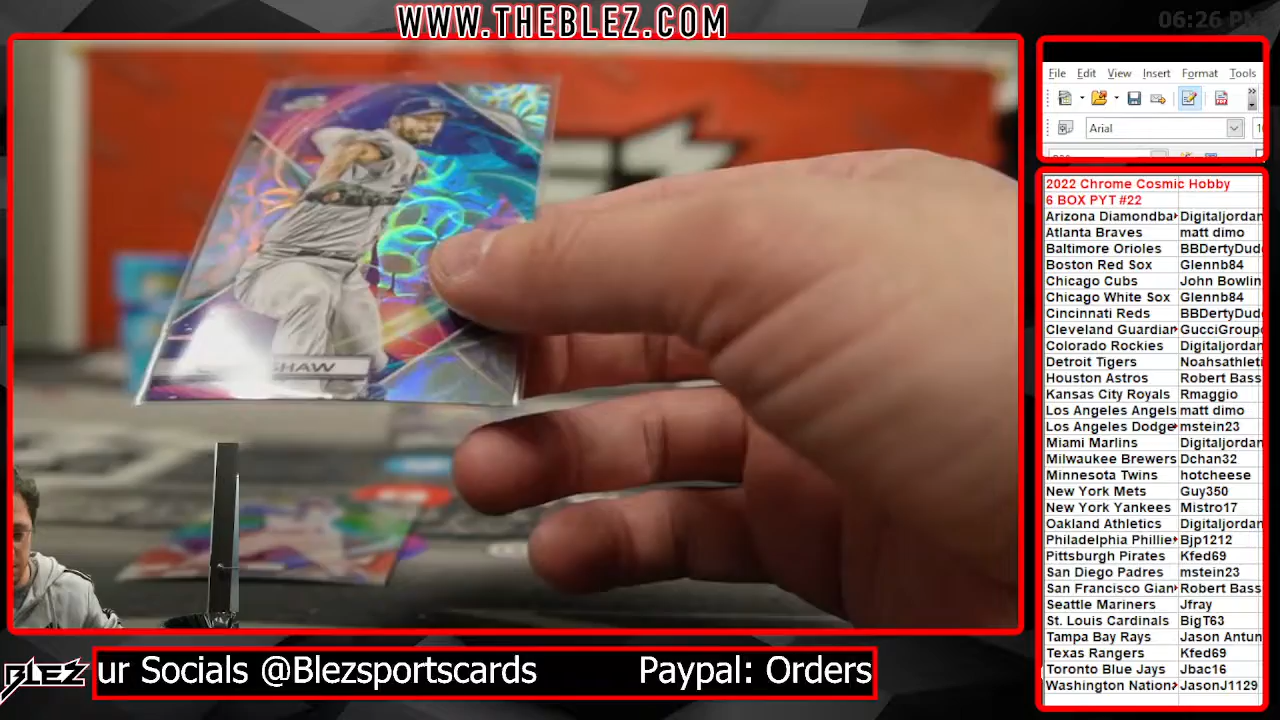 WWW.THEBLEZ.COM
06:26 PM
File Edit View Insert Format Tools
Arial
2022 Chrome Cosmic Hobby
6 BOX PYT #22
Arizona Diamondba Digitaljordan
Atlanta Braves matt dimo
Baltimore Orioles BBDertyDud
Boston Red Sox Glennb84
Chicago Cubs John Bowlin
Chicago White Sox Glennb84
Cincinnati Reds BBDertyDud
Cleveland Guardian GucciGroup
Colorado Rockies Digitaljordan
Detroit Tigers Noahsathleti
Houston Astros Robert Bass
Kansas City Royals Rmaggio
Los Angeles Angels matt dimo
Los Angeles Dodge mstein23
Miami Marlins Digitaljordan
Milwaukee Brewers Dchan32
Minnesota Twins hotcheese
New York Mets Guy350
New York Yankees Mistro17
Oakland Athletics Digitaljordan
Philadelphia Phillie Bjp1212
Pittsburgh Pirates Kfed69
San Diego Padres mstein23
San Francisco Gian Robert Bass
Seattle Mariners Jfray
St. Louis Cardinals BigT63
Tampa Bay Rays Jason Antun
Texas Rangers Kfed69
Toronto Blue Jays Jbac16
Washington Nation JasonJ1129
SHAW
BLEZ
ur Socials @Blezsportscards Paypal: Orders